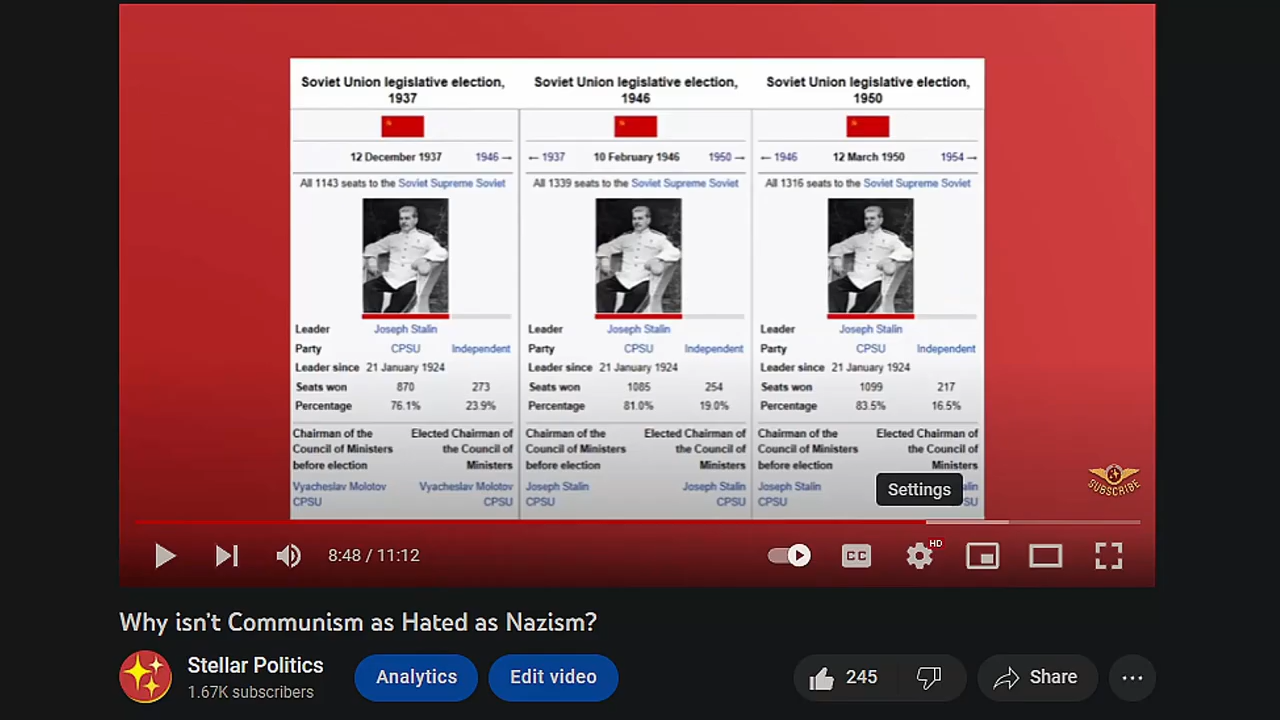 Soviet Union legislative election,
1937
Soviet Union legislative election,
1946
Soviet Union legislative election,
1950
12 December 1937 1946 →
← 1937 10 February 1946 1950 →
← 1946 12 March 1950 1954 →
All 1143 seats to the Soviet Supreme Soviet
All 1339 seats to the Soviet Supreme Soviet
All 1316 seats to the Soviet Supreme Soviet
Leader Joseph Stalin
Leader Joseph Stalin
Leader Joseph Stalin
Party CPSU Independent
Party CPSU Independent
Party CPSU Independent
Leader since 21 January 1924
Leader since 21 January 1924
Leader since 21 January 1924
Seats won 870 273
Seats won 1085 254
Seats won 1099 217
Percentage 76.1% 23.9%
Percentage 81.0% 19.0%
Percentage 83.5% 16.5%
Chairman of the Elected Chairman of
Council of Ministers the Council of
before election Ministers
Chairman of the Elected Chairman of
Council of Ministers the Council of
before election Ministers
Chairman of the Elected Chairman of
Council of Ministers the Council of
before election Ministers
Vyacheslav Molotov Vyacheslav Molotov
CPSU CPSU
Joseph Stalin Joseph Stalin
CPSU CPSU
Joseph Stalin alin
CPSU SU
Settings
SUBSCRIBE
8:48 / 11:12
CC
HD
Why isn't Communism as Hated as Nazism?
Stellar Politics
1.67K subscribers
Analytics
Edit video
245
Share